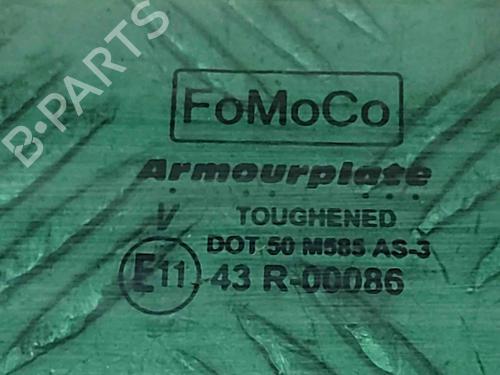 B-PARTS
FoMoCo
Armourplate
V TOUGHENED
DOT 50 M585 AS-3
E11 43 R-00086